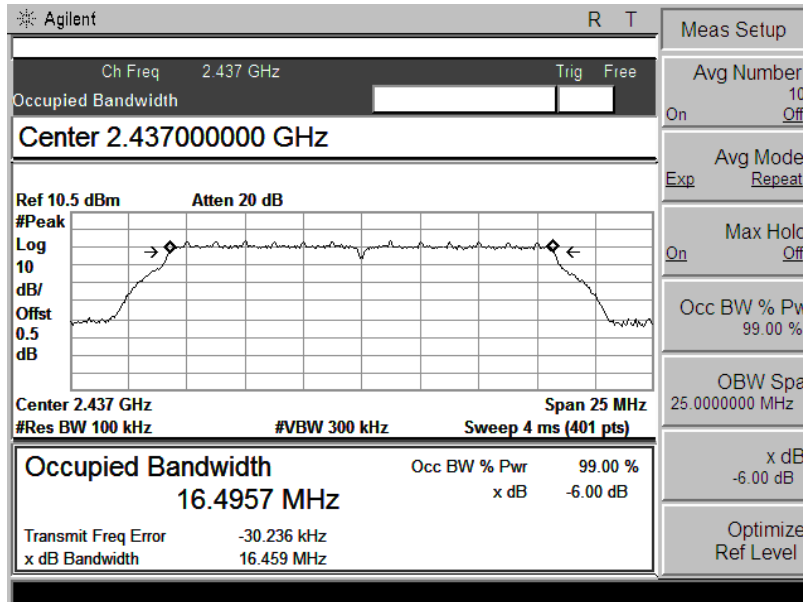 Agilent R T
Ch Freq 2.437 GHz Trig Free
Occupied Bandwidth
Center 2.437000000 GHz
Ref 10.5 dBm Atten 20 dB
#Peak
Log
10
dB/
Offst
0.5
dB
Center 2.437 GHz Span 25 MHz
#Res BW 100 kHz #VBW 300 kHz Sweep 4 ms (401 pts)
Occupied Bandwidth
16.4957 MHz
Occ BW % Pwr 99.00 %
x dB -6.00 dB
Transmit Freq Error -30.236 kHz
x dB Bandwidth 16.459 MHz
Meas Setup
Avg Number
10
On Off
Avg Mode
Exp Repeat
Max Hold
On Off
Occ BW % Pw
99.00 %
OBW Spa
25.0000000 MHz
x dB
-6.00 dB
Optimize
Ref Level